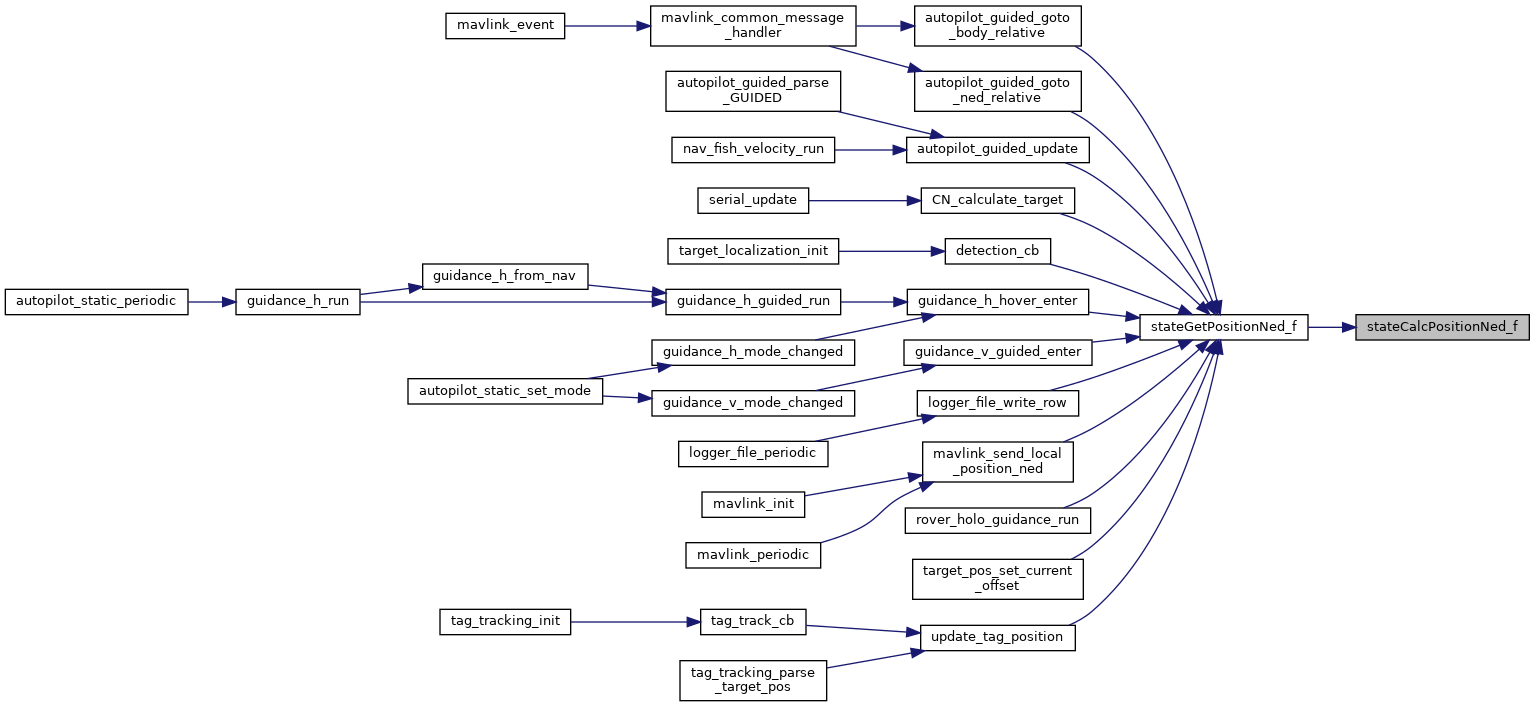 mavlink_event
mavlink_common_message
_handler
autopilot_guided_goto
_body_relative
autopilot_guided_parse
_GUIDED
autopilot_guided_goto
_ned_relative
nav_fish_velocity_run
autopilot_guided_update
serial_update
CN_calculate_target
target_localization_init
detection_cb
autopilot_static_periodic
guidance_h_run
guidance_h_from_nav
guidance_h_guided_run
guidance_h_hover_enter
stateGetPositionNed_f
stateCalcPositionNed_f
guidance_h_mode_changed
guidance_v_guided_enter
autopilot_static_set_mode
guidance_v_mode_changed
logger_file_write_row
logger_file_periodic
mavlink_send_local
_position_ned
mavlink_init
rover_holo_guidance_run
mavlink_periodic
target_pos_set_current
_offset
tag_tracking_init
tag_track_cb
update_tag_position
tag_tracking_parse
_target_pos